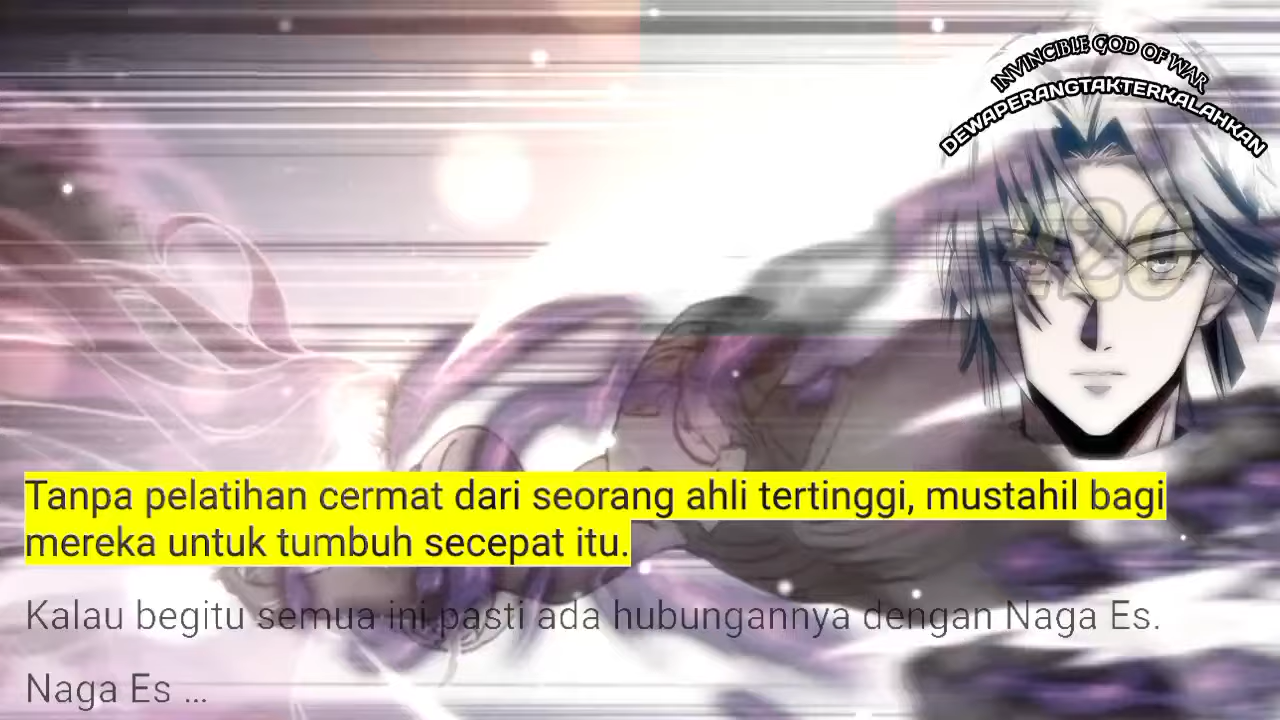 INVINCIBLE GOD OF WAR
DEWAPERANGTAKTERKALAHKAN
Tanpa pelatihan cermat dari seorang ahli tertinggi, mustahil bagi
mereka untuk tumbuh secepat itu.
Kalau begitu semua ini pasti ada hubungannya dengan Naga Es.
Naga Es ...